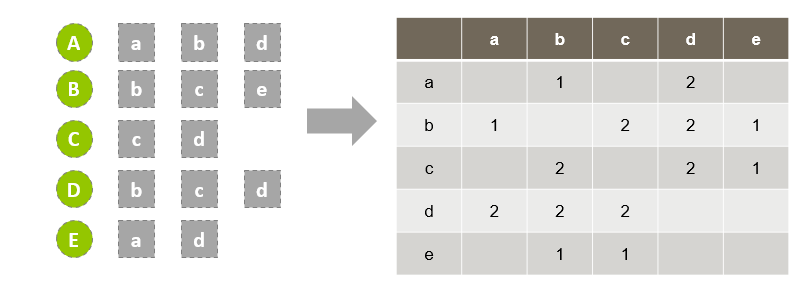 A a b d
B b c e
C c d
D b c d
E a d
a b c d e
a 1 2
b 1 2 2 1
c 2 2 1
d 2 2 2
e 1 1